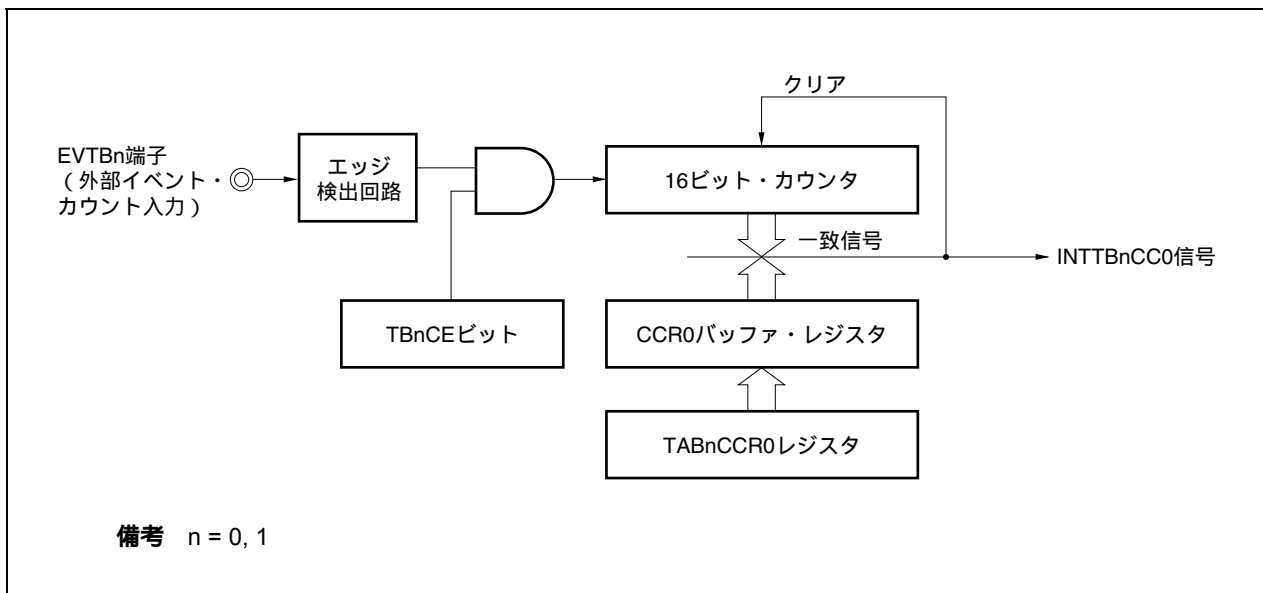 クリア
EVTBn端子
（外部イベント・
カウント入力）
エッジ
検出回路
16ビット・カウンタ
一致信号
INTTBnCC0信号
TBnCEビット
CCR0バッファ・レジスタ
TABnCCR0レジスタ
備考 n = 0, 1